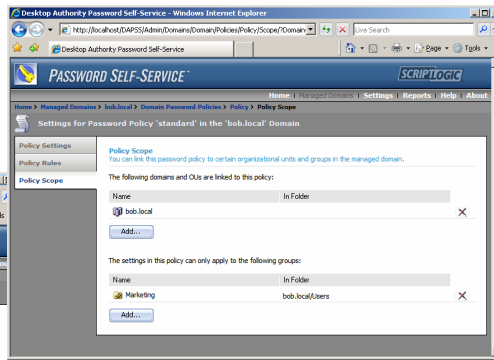 Desktop Authority Password Self-Service - Windows Internet Explorer
http://localhost/DAPSS/Admin/Domains/Domain/Policies/Policy/Scope/?Domain
Live Search
Desktop Authority Password Self-Service
Page
Tools
PASSWORD SELF-SERVICE
SCRIPTLOGIC
Home | Managed Domains | Settings | Reports | Help | About
Home > Managed Domains > bob.local > Domain Password Policies > Policy > Policy Scope
Settings for Password Policy 'standard' in the 'bob.local' Domain
Policy Settings
Policy Rules
Policy Scope
Policy Scope
You can link this password policy to certain organizational units and groups in the managed domain.
The following domains and OUs are linked to this policy:
Name In Folder
bob.local
Add...
The settings in this policy can only apply to the following groups:
Name In Folder
Marketing bob.local/Users
Add...